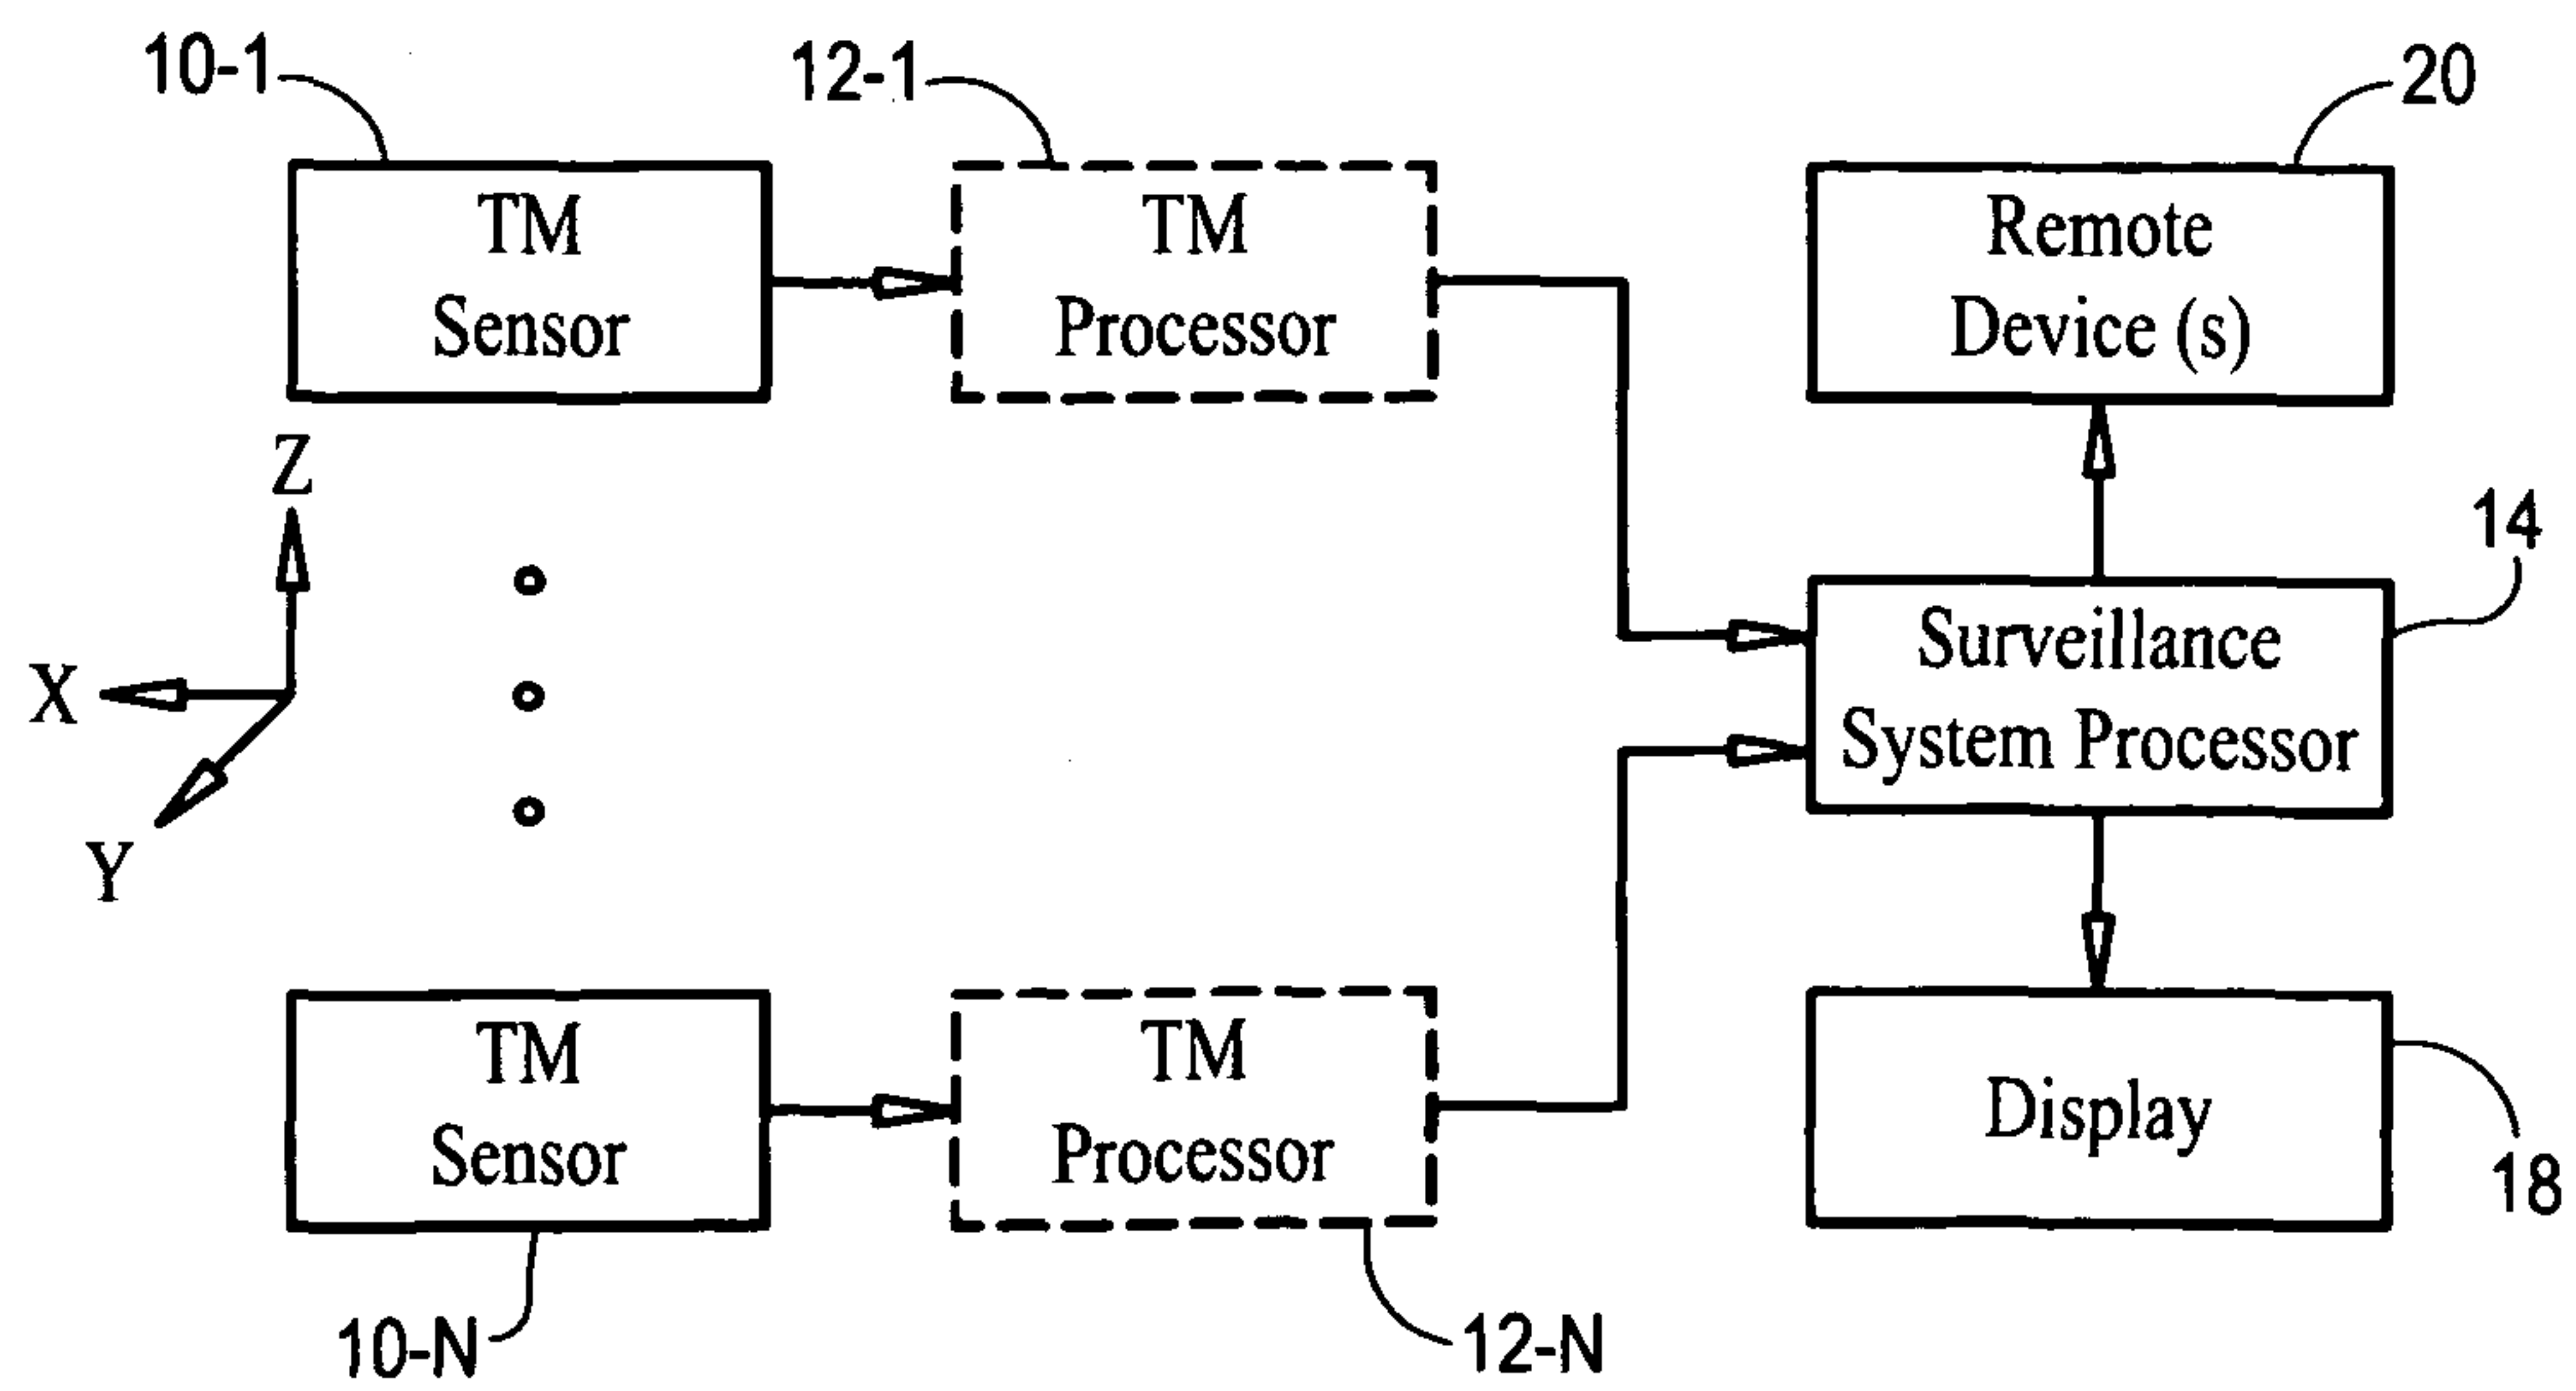 10-1
12-1
20
TM
Sensor
TM
Processor
Remote
Device (s)
Z
X
Y
14
Surveillance
System Processor
TM
Sensor
TM
Processor
Display
18
10-N
12-N